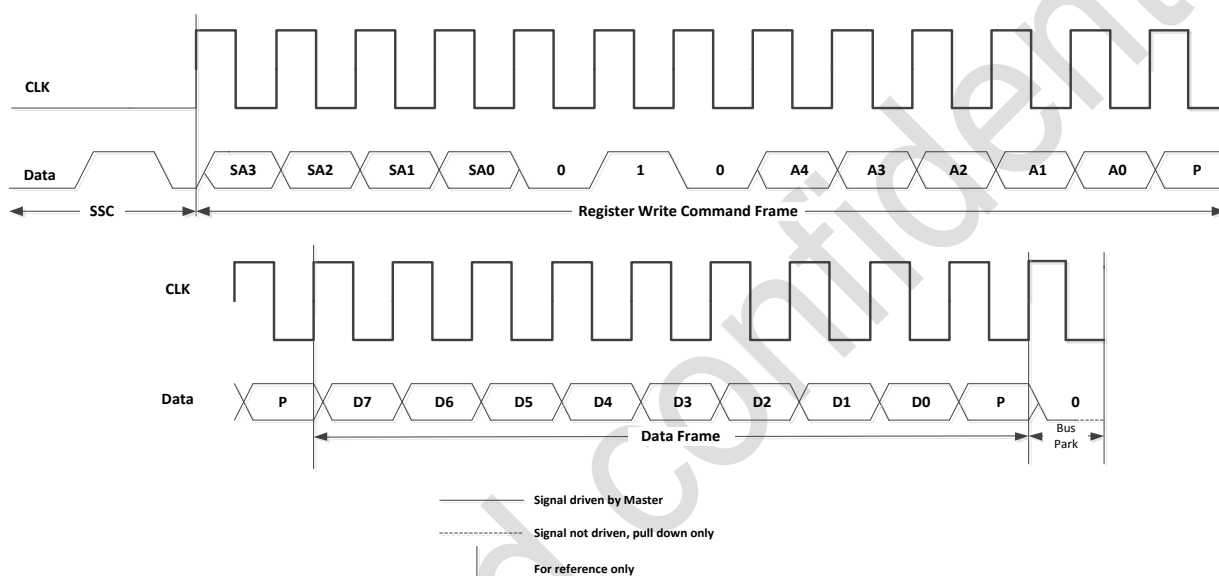 CLK
Data SA3 SA2 SA1 SA0 0 1 0 A4 A3 A2 A1 A0 P
SSC Register Write Command Frame
CLK
Data P D7 D6 D5 D4 D3 D2 D1 D0 P 0
Data Frame Bus
Park
Signal driven by Master
Signal not driven, pull down only
For reference only
d confident